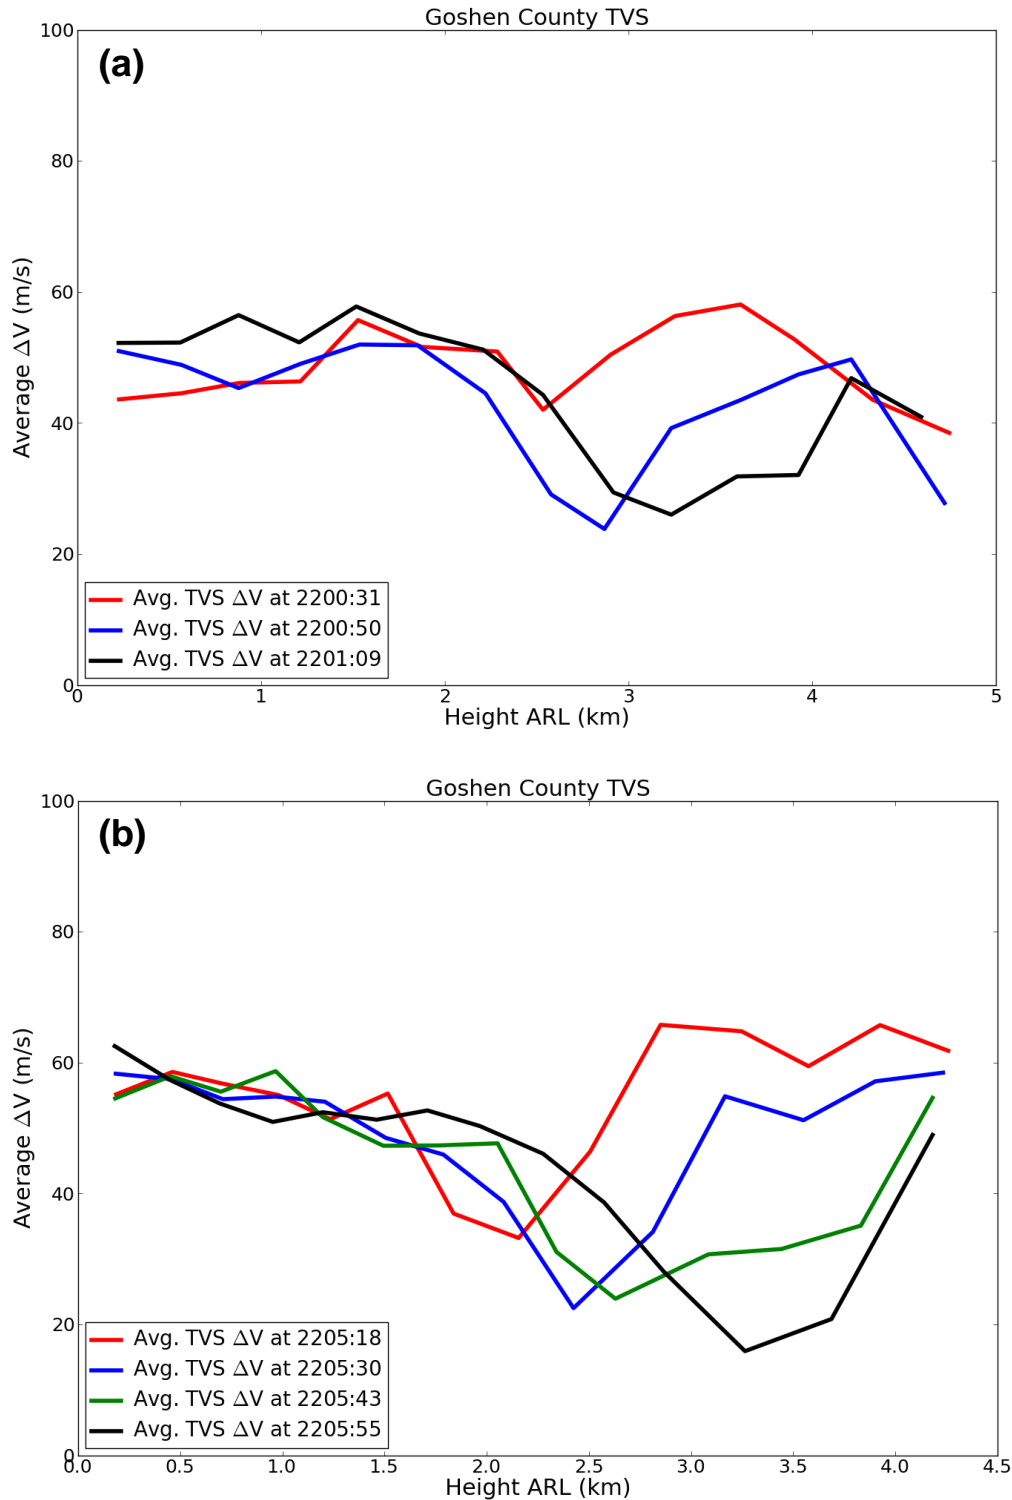 Goshen County TVS
(a)
100
80
60
40
20
0
Average ΔV (m/s)
Avg. TVS ΔV at 2200:31
Avg. TVS ΔV at 2200:50
Avg. TVS ΔV at 2201:09
0 1 2 3 4 5
Height ARL (km)
Goshen County TVS
(b)
100
80
60
40
20
0
Average ΔV (m/s)
Avg. TVS ΔV at 2205:18
Avg. TVS ΔV at 2205:30
Avg. TVS ΔV at 2205:43
Avg. TVS ΔV at 2205:55
0.0 0.5 1.0 1.5 2.0 2.5 3.0 3.5 4.0 4.5
Height ARL (km)